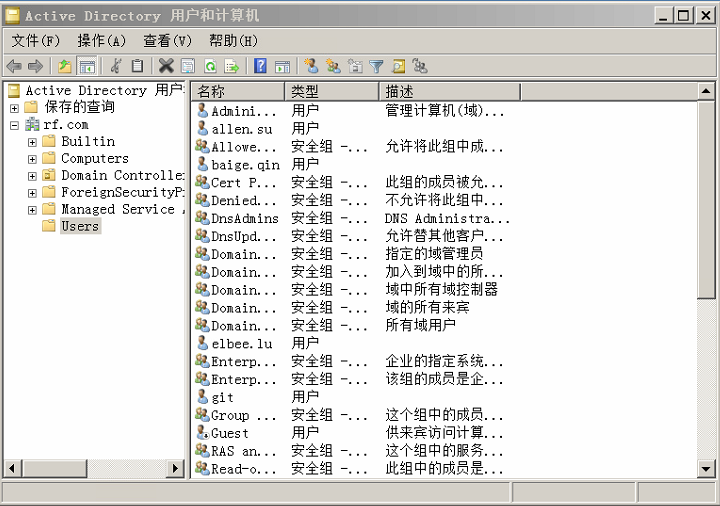 Active Directory 用户和计算机
文件(F) 操作(A) 查看(V) 帮助(H)
Active Directory 用户
保存的查询
rf.com
Builtin
Computers
Domain Controlle
ForeignSecurityP
Managed Service
Users
名称 类型 描述
Admini... 用户 管理计算机(域)...
allen.su 用户
Allowe... 安全组 -... 允许将此组中成...
baige.qin 用户
Cert P... 安全组 -... 此组的成员被允...
Denied... 安全组 -... 不允许将此组中...
DnsAdmins 安全组 -... DNS Administra...
DnsUpd... 安全组 -... 允许替其他客户...
Domain... 安全组 -... 指定的域管理员
Domain... 安全组 -... 加入到域中的所...
Domain... 安全组 -... 域中所有域控制器
Domain... 安全组 -... 域的所有来宾
Domain... 安全组 -... 所有域用户
elbee.lu 用户
Enterp... 安全组 -... 企业的指定系统...
Enterp... 安全组 -... 该组的成员是企...
git 用户
Group ... 安全组 -... 这个组中的成员...
Guest 用户 供来宾访问计算...
RAS an... 安全组 -... 这个组中的服务...
Read-o... 安全组 -... 此组中的成员是...